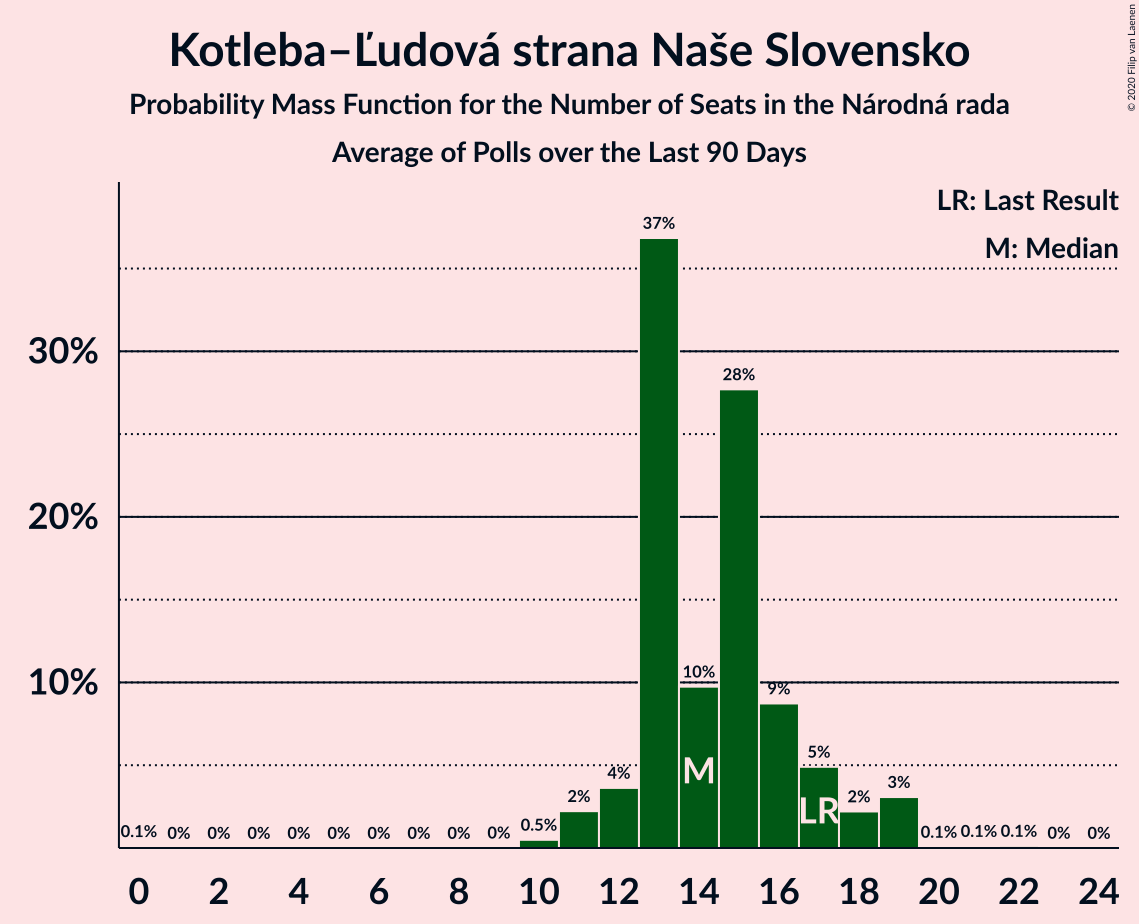 Kotleba–Ľudová strana Naše Slovensko
Probability Mass Function for the Number of Seats in the Národná rada
Average of Polls over the Last 90 Days
© 2020 Filip van Laenen
LR: Last Result
M: Median
30%
20%
10%
0.1% 0% 0% 0% 0% 0% 0% 0% 0% 0% 0.5% 2% 4% 37% 10% 28% 9% 5% 2% 3% 0.1% 0.1% 0.1% 0% 0%
M
LR
0 2 4 6 8 10 12 14 16 18 20 22 24